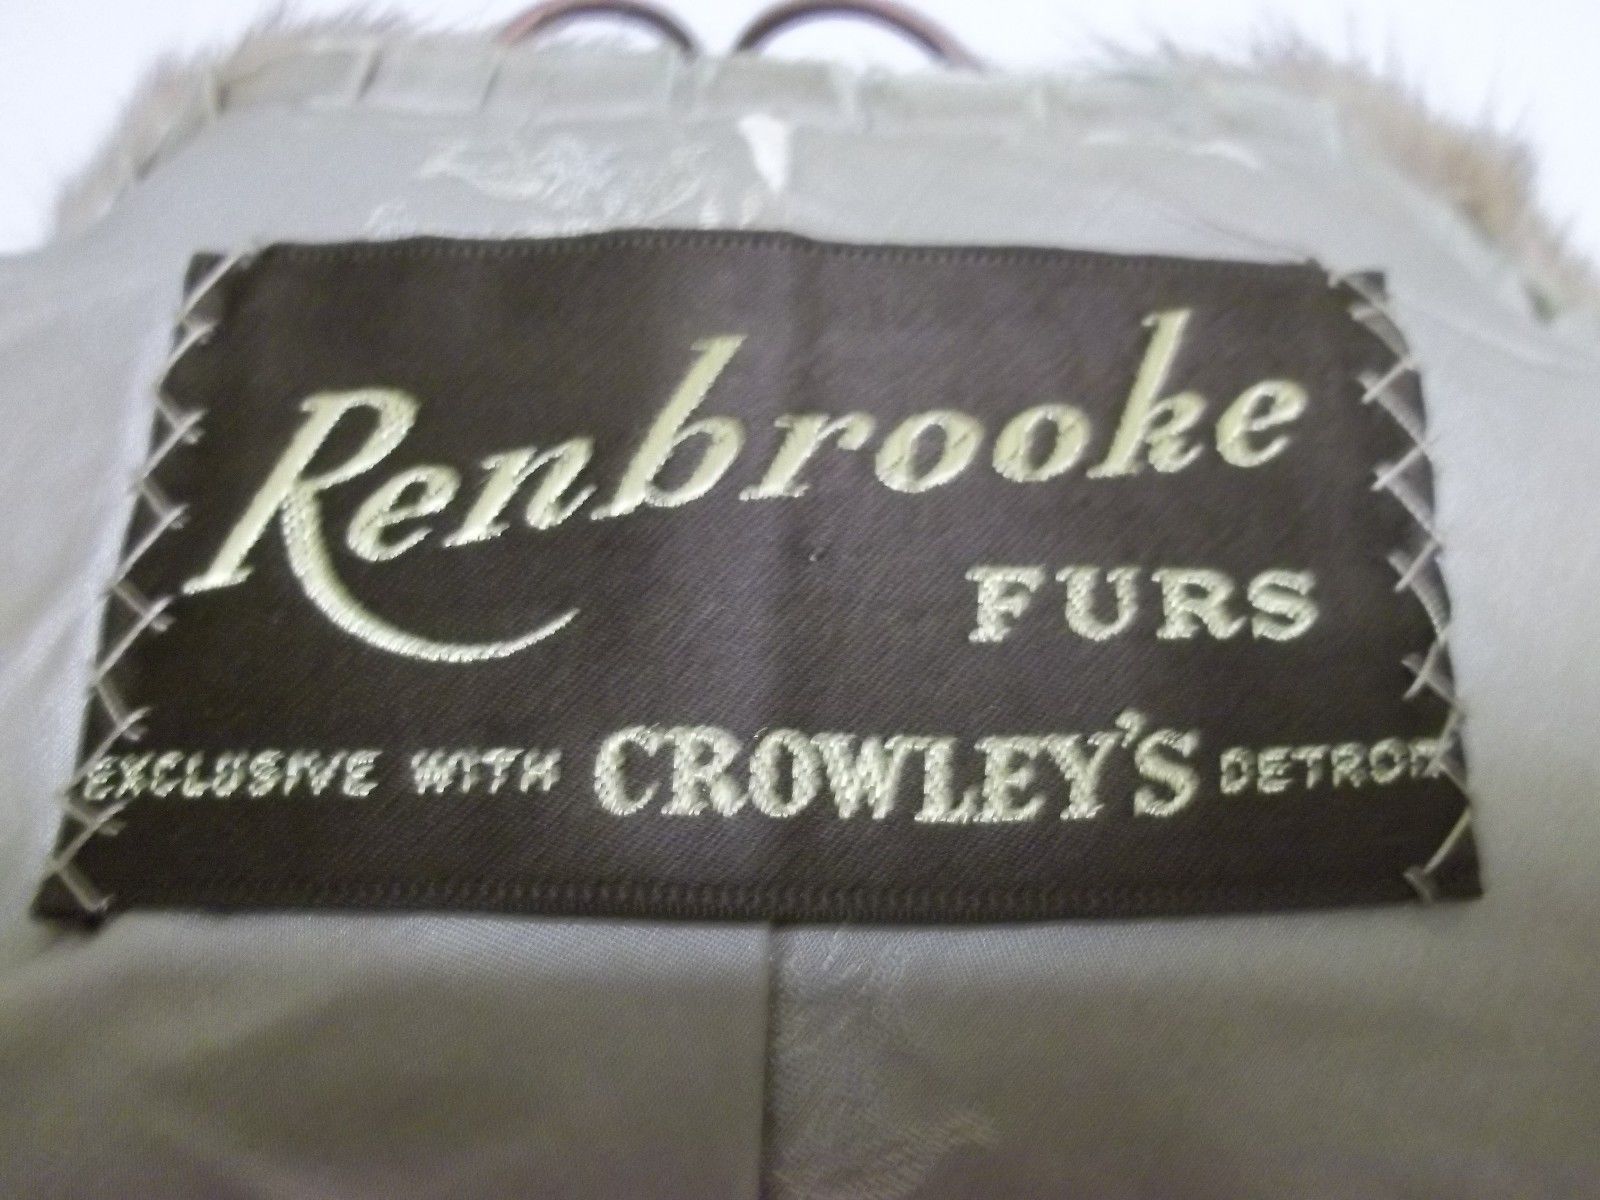 Renbrooke
FURS
EXCLUSIVE WITH CROWLEY'S DETROIT